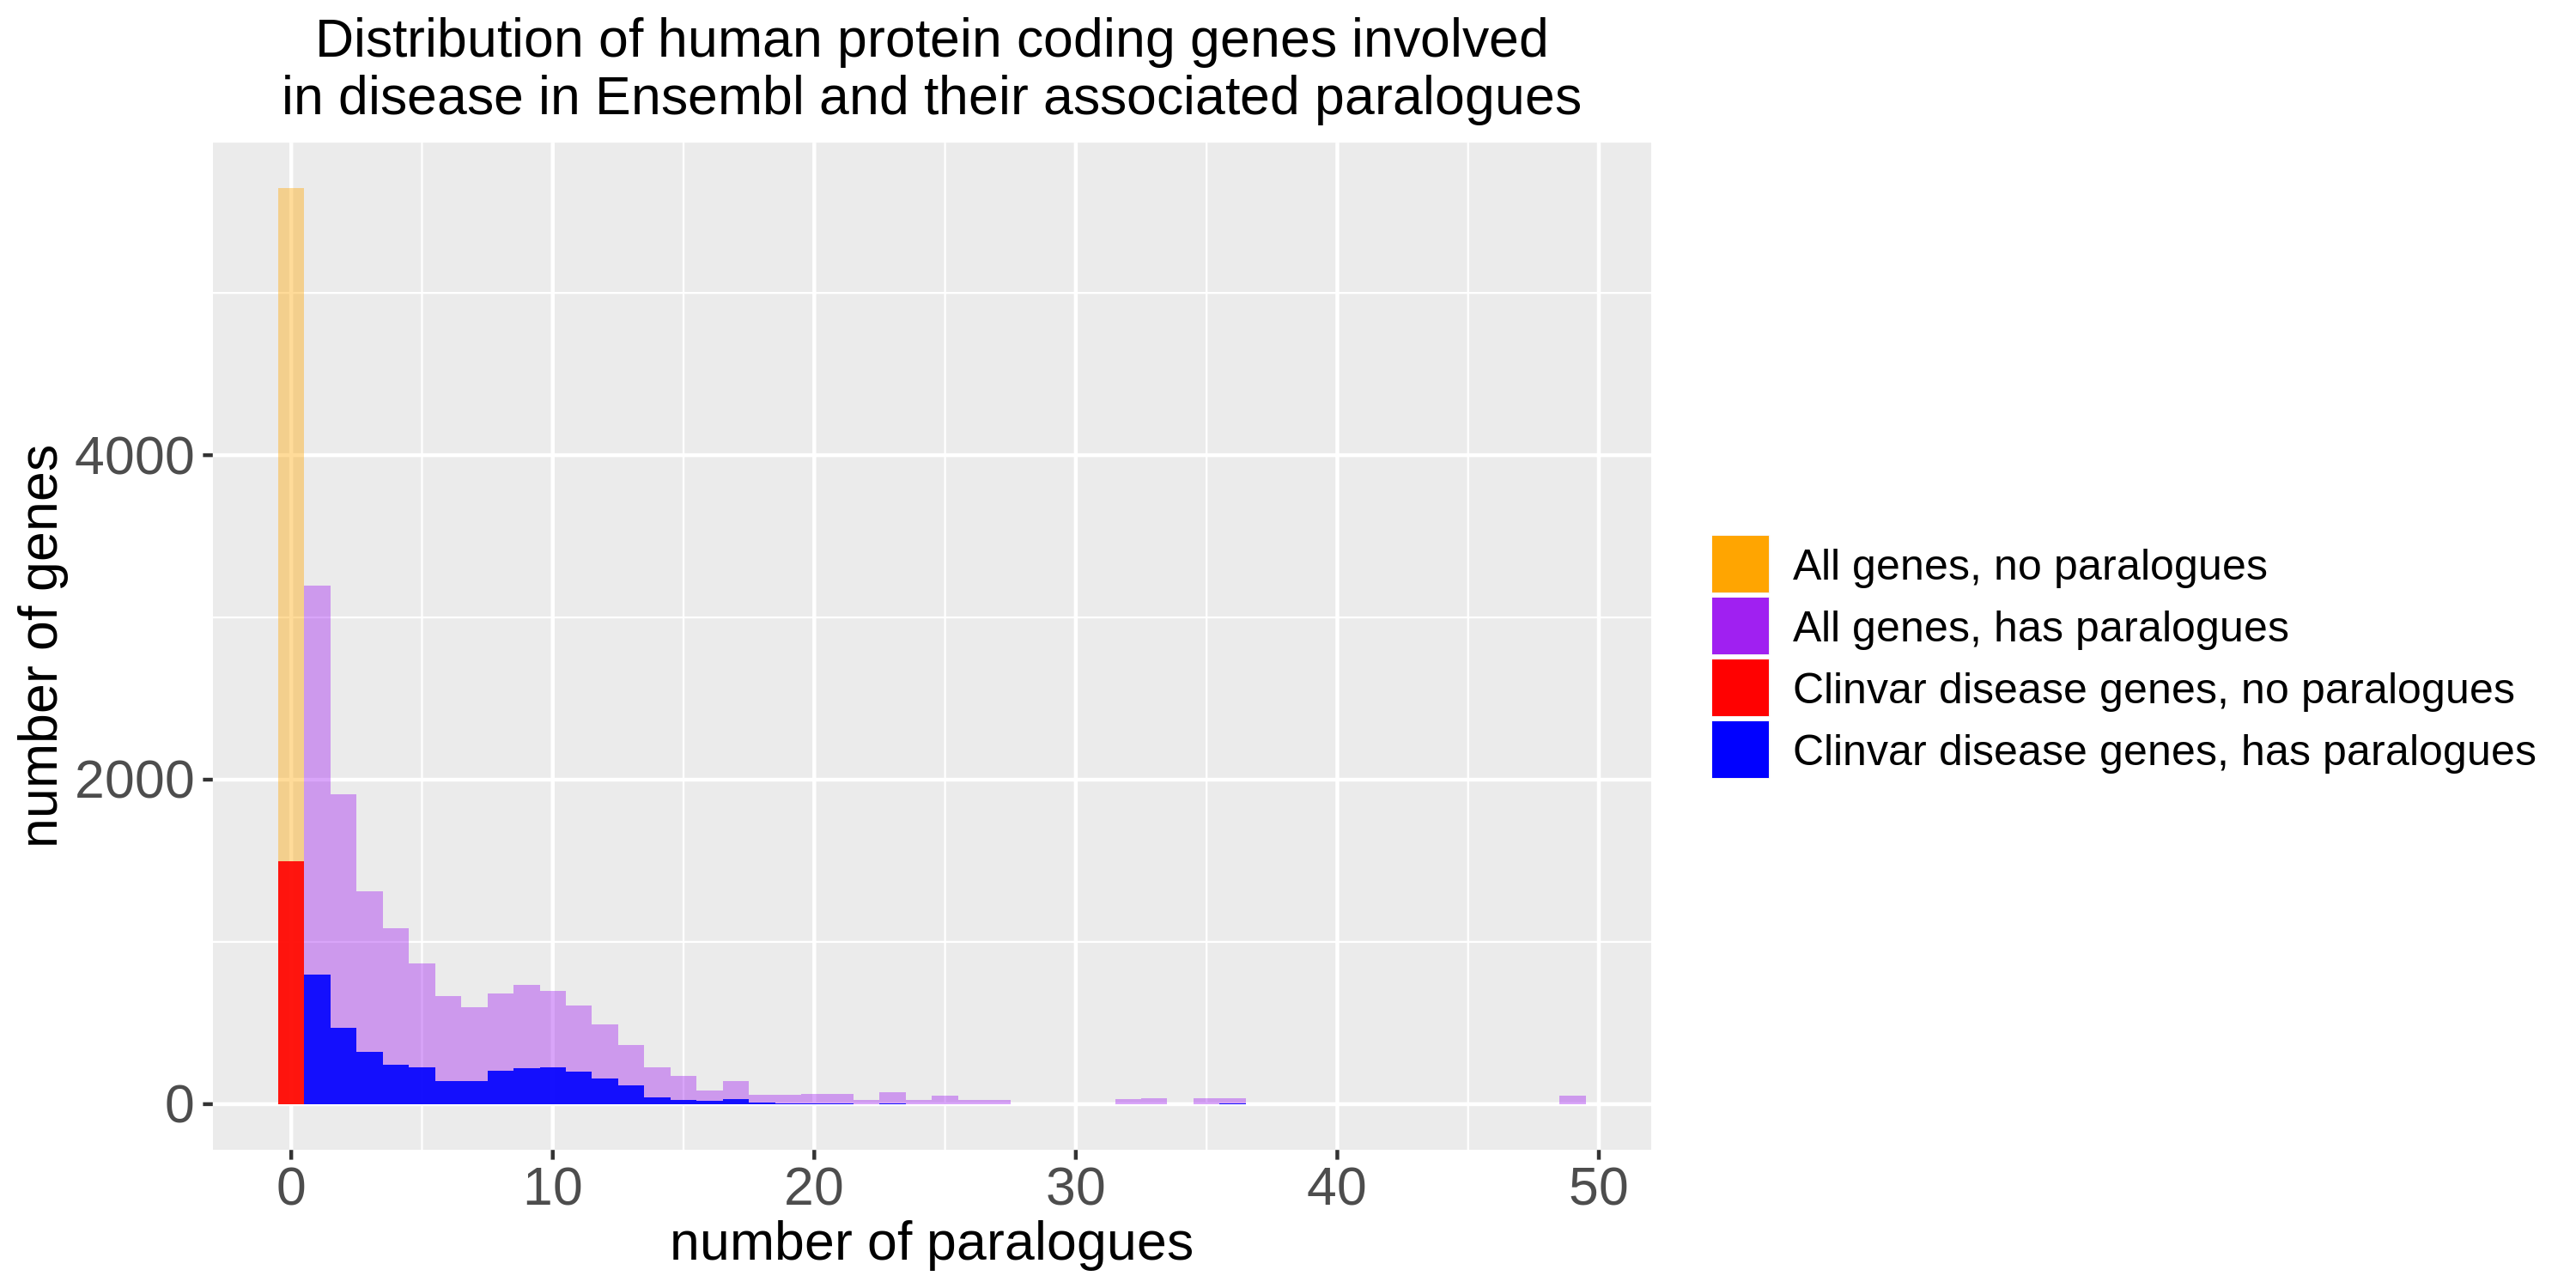 Distribution of human protein coding genes involved
in disease in Ensembl and their associated paralogues
number of genes
4000
2000
0
0 10 20 30 40 50
number of paralogues
All genes, no paralogues
All genes, has paralogues
Clinvar disease genes, no paralogues
Clinvar disease genes, has paralogues